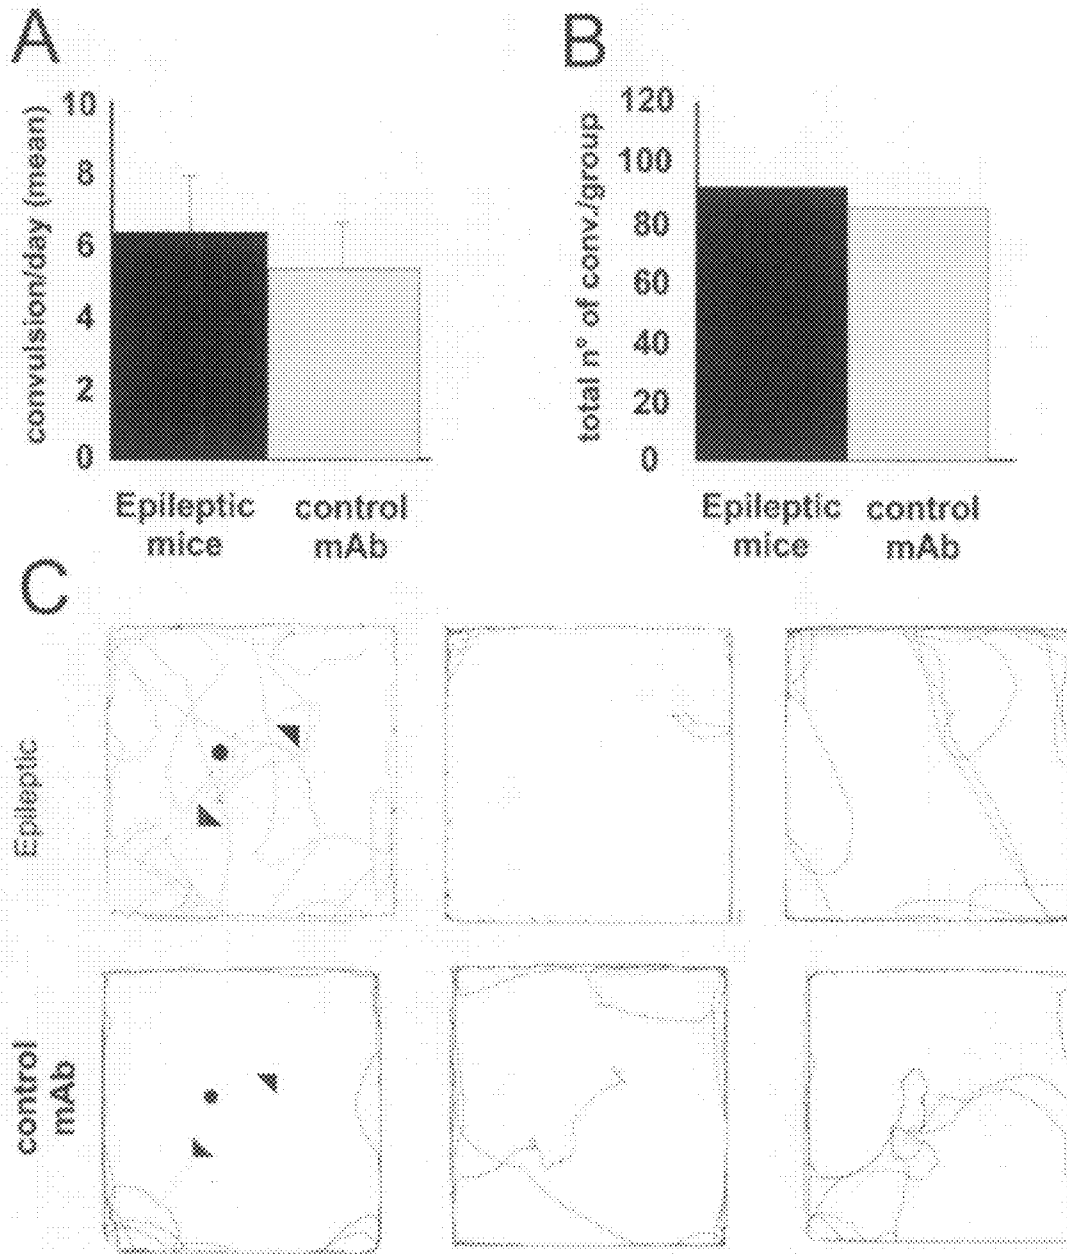 A
B
convulsion/day (mean)
10
8
6
4
2
0
Epileptic
mice
control
mAb
total n° of conv./group
120
100
80
60
40
20
0
Epileptic
mice
control
mAb
C
Epileptic
control
mAb